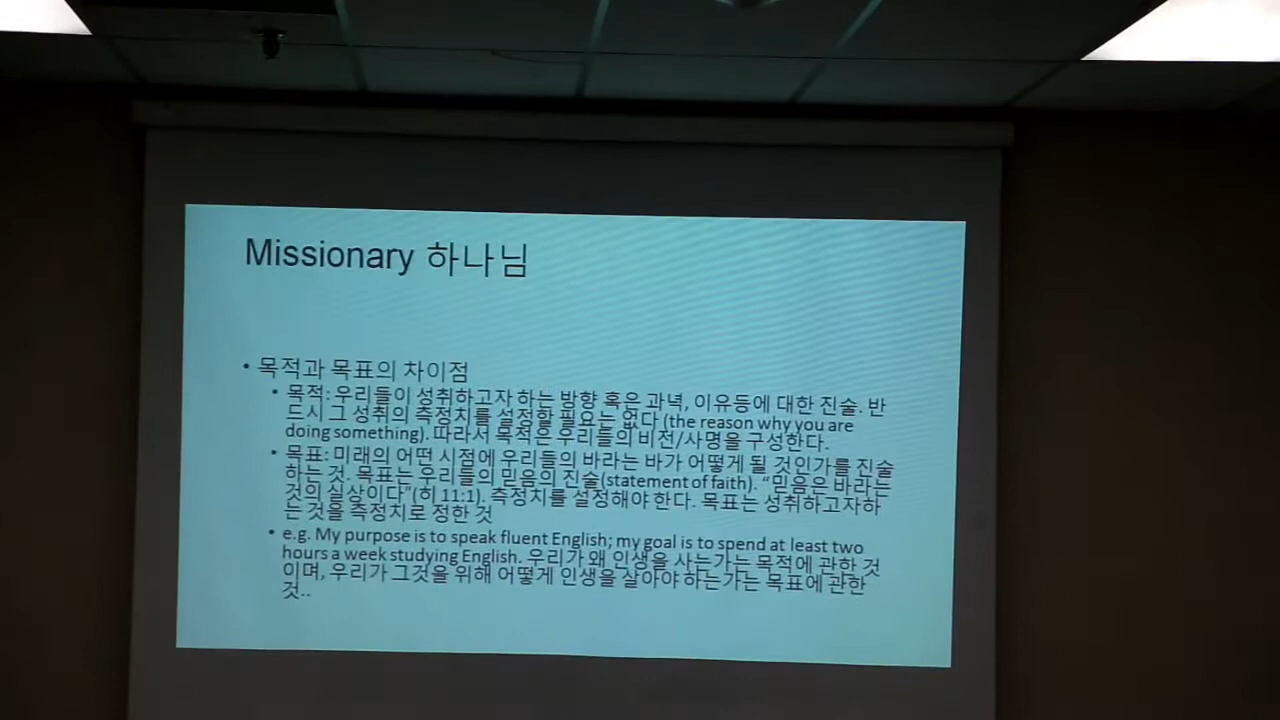 Missionary 하나님
• 목적과 목표의 차이점
• 목적: 우리들이 성취하고자 하는 방향 혹은 과녁, 이유등에 대한 진술. 반
드시 그 성취의 측정치를 설정할 필요는 없다 (the reason why you are
doing something). 따라서 목적은 우리들의 비전/사명을 구성한다.
• 목표: 미래의 어떤 시점에 우리들의 바라는 바가 어떻게 될 것인가를 진술
하는 것. 목표는 우리들의 믿음의 진술(statement of faith). “믿음은 바라는
것의 실상이다”(히 11:1). 측정치를 설정해야 한다. 목표는 성취하고자하
는 것을 측정치로 정한 것
• e.g. My purpose is to speak fluent English; my goal is to spend at least two
hours a week studying English. 우리가 왜 인생을 사는가는 목적에 관한 것
이며, 우리가 그것을 위해 어떻게 인생을 살아야 하는가는 목표에 관한
것..